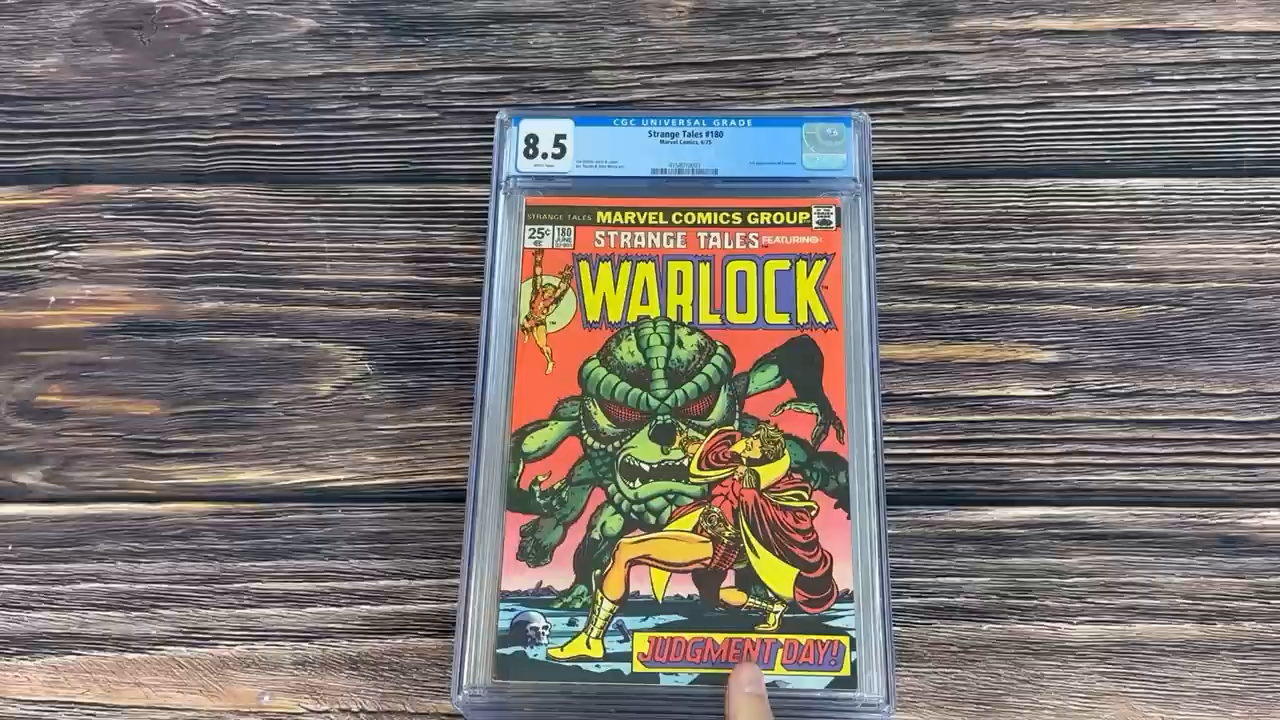 CGC UNIVERSAL GRADE
8.5
Strange Tales #180
Marvel Comics, 6/75
STRANGE TALES MARVEL COMICS GROUP
25¢ 180 JUNE
STRANGE TALES FEATURING
WARLOCK
TM
JUDGMENT DAY!